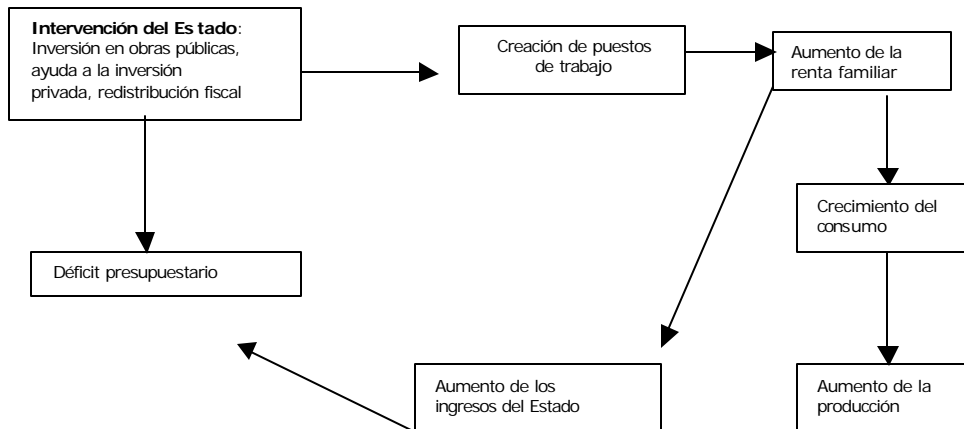 Intervención del Es tado:
Inversión en obras públicas,
ayuda a la inversión
privada, redistribución fiscal
Creación de puestos
de trabajo
Aumento de la
renta familiar
Crecimiento del
consumo
Déficit presupuestario
Aumento de los
ingresos del Estado
Aumento de la
producción